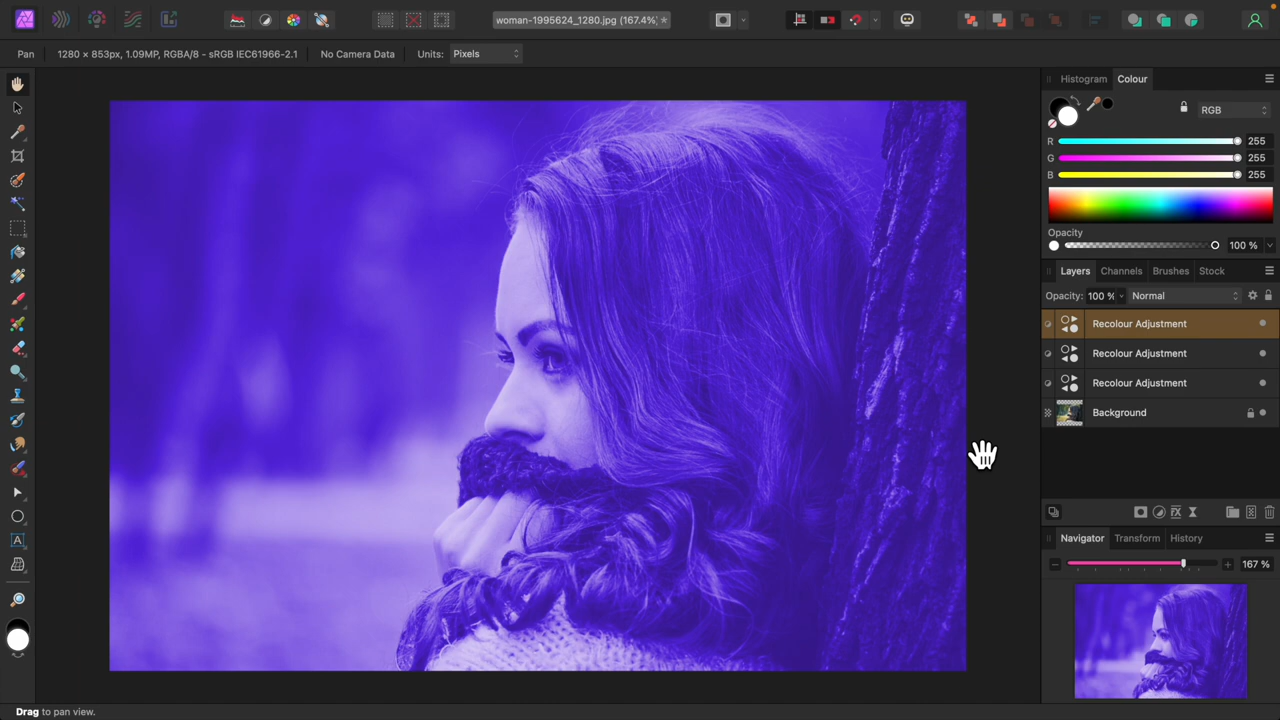 woman-1995624_1280.jpg (167.4%) *
Pan 1280 × 853px, 1.09MP, RGBA/8 - sRGB IEC61966-2.1 No Camera Data Units: Pixels
Histogram Colour
RGB
R 255
G 255
B 255
Opacity
100 %
Layers Channels Brushes Stock
Opacity: 100 % Normal
Recolour Adjustment
Recolour Adjustment
Recolour Adjustment
Background
A
Navigator Transform History
167 %
Drag to pan view.